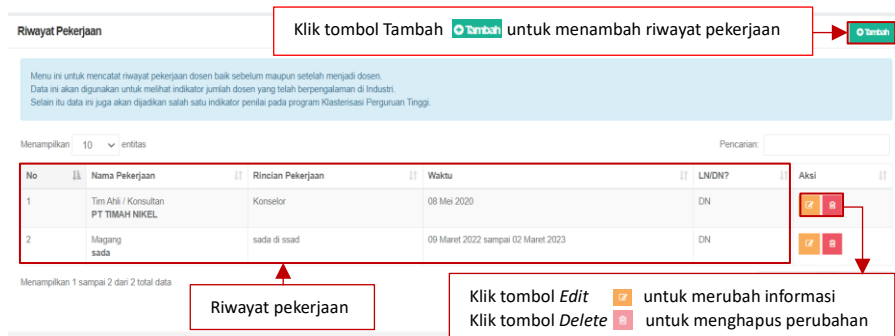 Riwayat Pekerjaan
Klik tombol Tambah Tambah untuk menambah riwayat pekerjaan
Tambah
Menu ini untuk mencatat riwayat pekerjaan dosen baik sebelum maupun setelah menjadi dosen.
Data ini akan digunakan untuk melihat indikator jumlah dosen yang telah berpengalaman di Industri.
Selain itu data ini juga akan dijadikan salah satu indikator penilai pada program Klasterisasi Perguruan Tinggi.
Menampilkan 10 entitas Pencarian:
No Nama Pekerjaan Rincian Pekerjaan Waktu LN/DN? Aksi
1 Tim Ahli / Konsultan Konselor 08 Mei 2020 DN
PT TIMAH NIKEL
2 Magang sada di ssad 09 Maret 2022 sampai 02 Maret 2023 DN
sada
Menampilkan 1 sampai 2 dari 2 total data
Riwayat pekerjaan
Klik tombol Edit untuk merubah informasi
Klik tombol Delete untuk menghapus perubahan